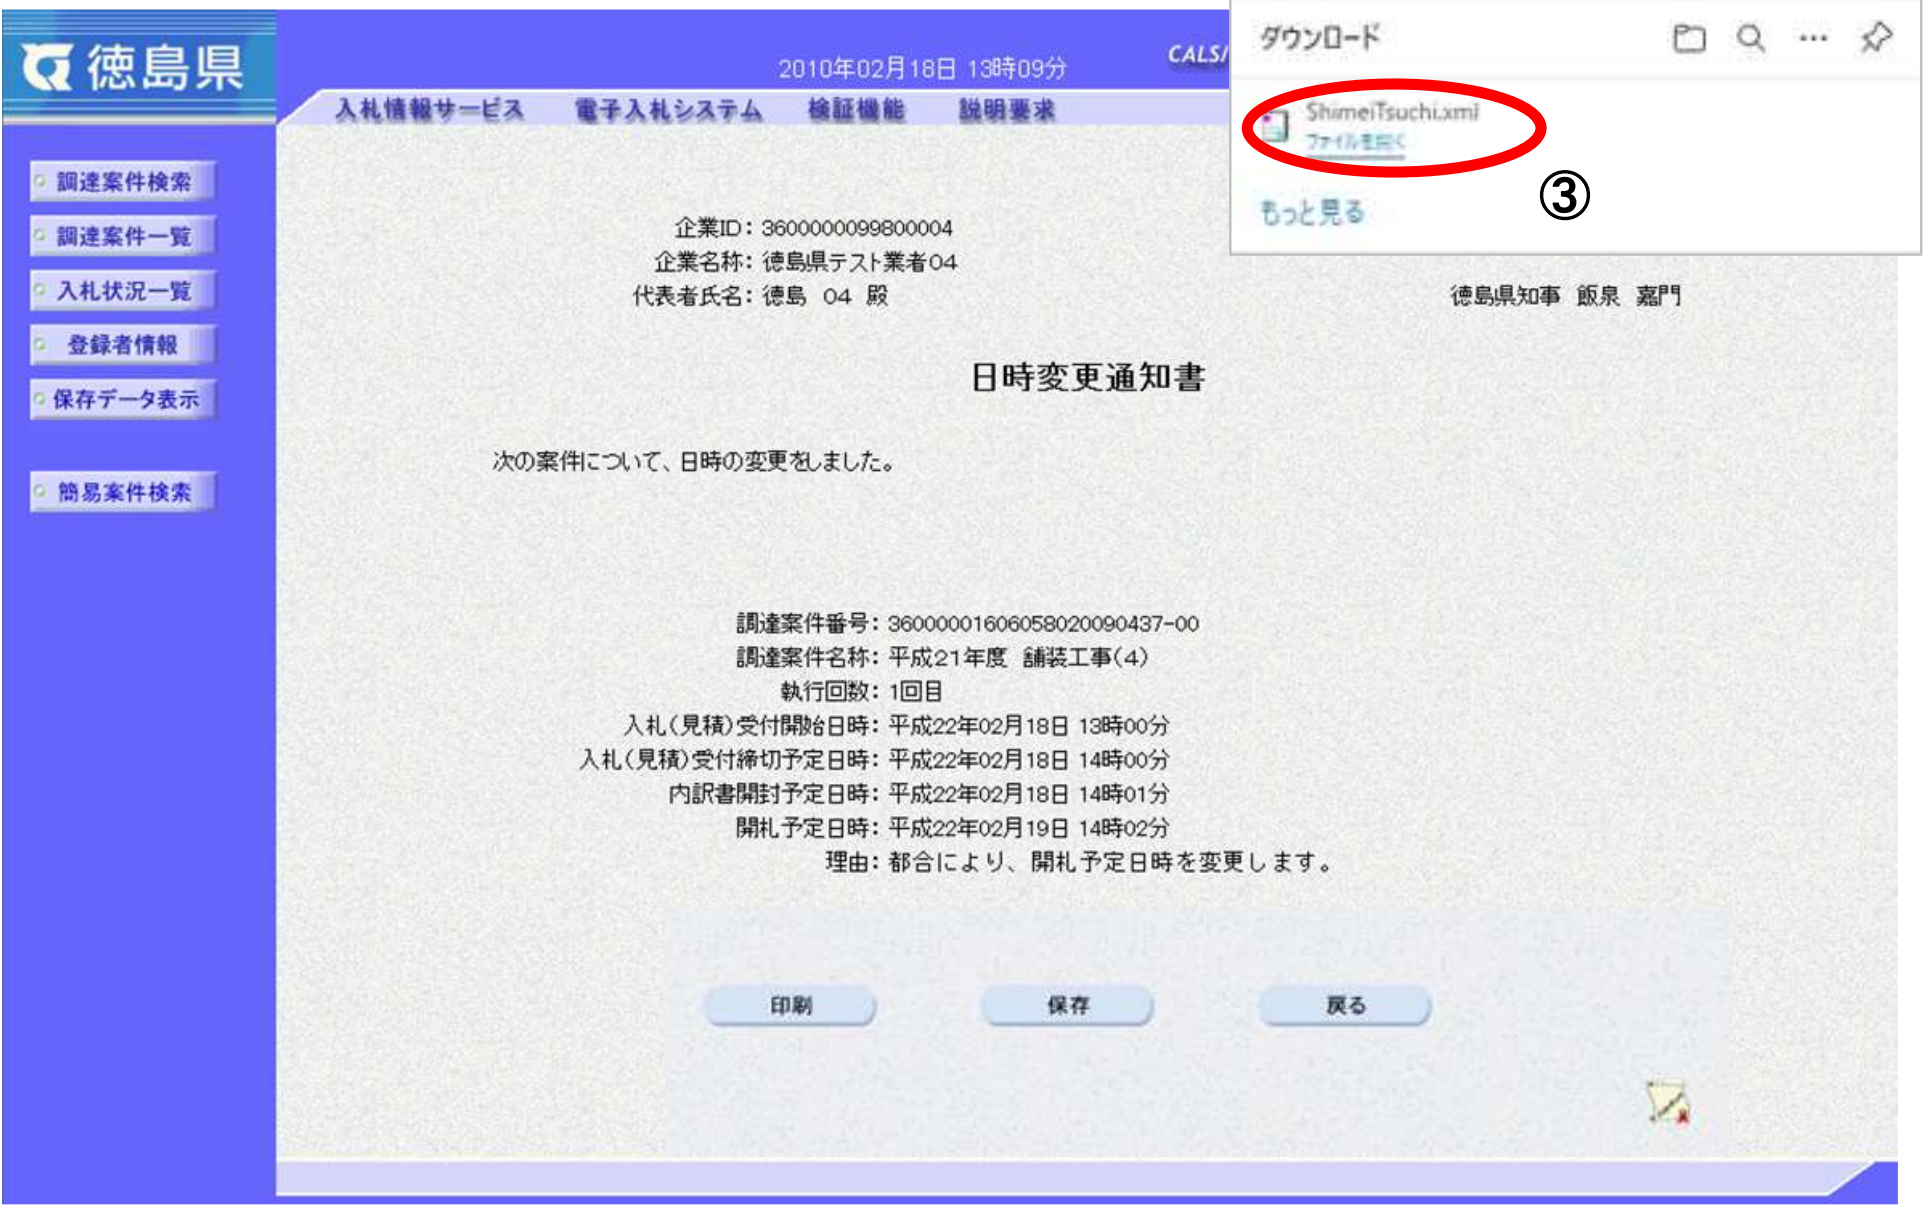 徳島県
2010年02月18日 13時09分
CALS/
ダウンロード
ShimeiTsuchi.xml
ファイルを開く
もっと見る
③
入札情報サービス 電子入札システム 検証機能 説明要求
調達案件検索
調達案件一覧
入札状況一覧
登録者情報
保存データ表示
簡易案件検索
企業ID：3600000099800004
企業名称：徳島県テスト業者04
代表者氏名：徳島 04 殿
徳島県知事 飯泉 嘉門
日時変更通知書
次の案件について、日時の変更をしました。
調達案件番号：3600000160605802009​0437-00
調達案件名称：平成21年度 舗装工事(4)
執行回数：1回目
入札(見積)受付開始日時：平成22年02月18日 13時00分
入札(見積)受付締切予定日時：平成22年02月18日 14時00分
内訳書開封予定日時：平成22年02月18日 14時01分
開札予定日時：平成22年02月19日 14時02分
理由：都合により、開札予定日時を変更します。
印刷
保存
戻る